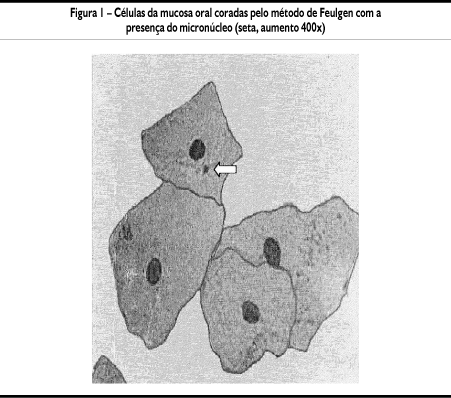 Figura 1 – Células da mucosa oral coradas pelo método de Feulgen com a
presença do micronúcleo (seta, aumento 400x)